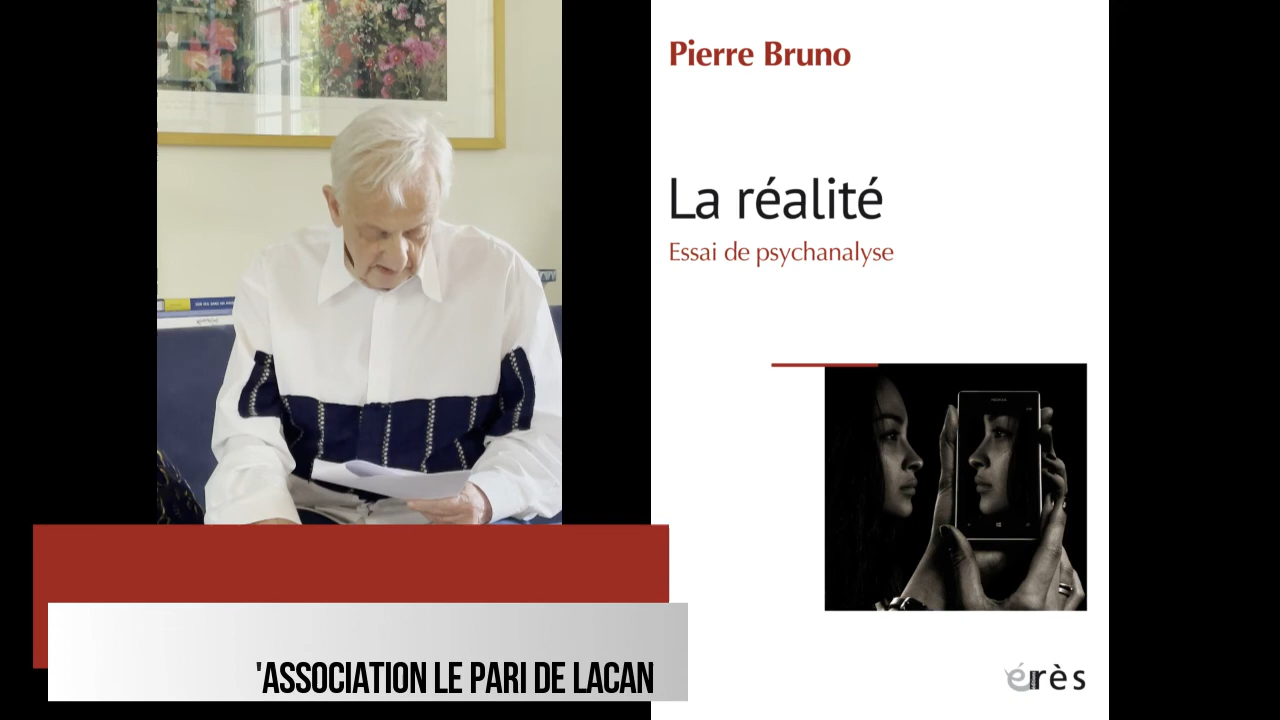 Pierre Bruno
La réalité
Essai de psychanalyse
érès
'ASSOCIATION LE PARI DE LACAN